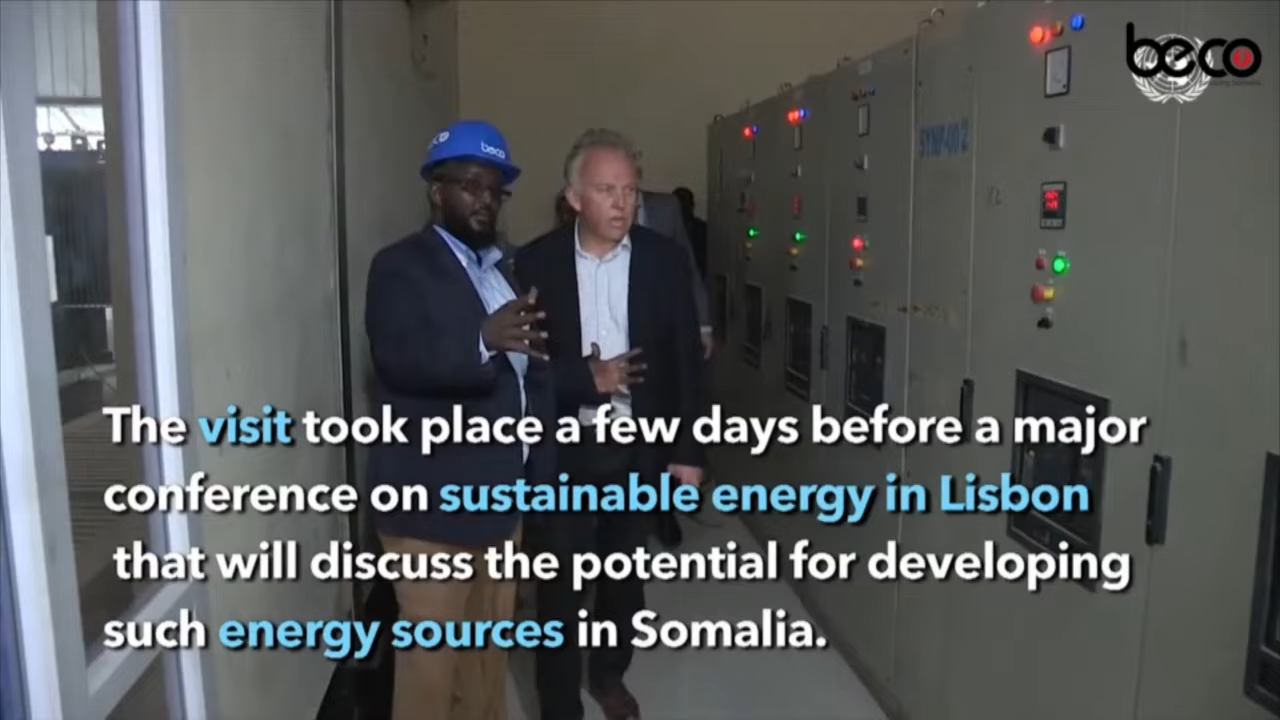 beco
beco
The visit took place a few days before a major
conference on sustainable energy in Lisbon
that will discuss the potential for developing
such energy sources in Somalia.